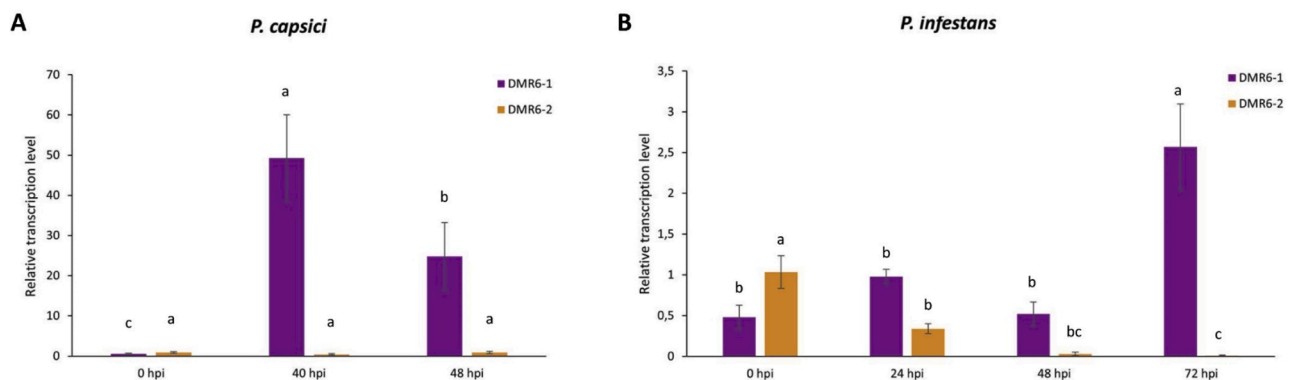 A
P. capsici
70
60
50
40
30
20
10
0
Relative transcription level
DMR6-1
DMR6-2
c
a
a
a
b
a
0 hpi
40 hpi
48 hpi
B
P. infestans
3,5
3
2,5
2
1,5
1
0,5
0
Relative transcription level
DMR6-1
DMR6-2
b
a
b
b
b
bc
a
c
0 hpi
24 hpi
48 hpi
72 hpi